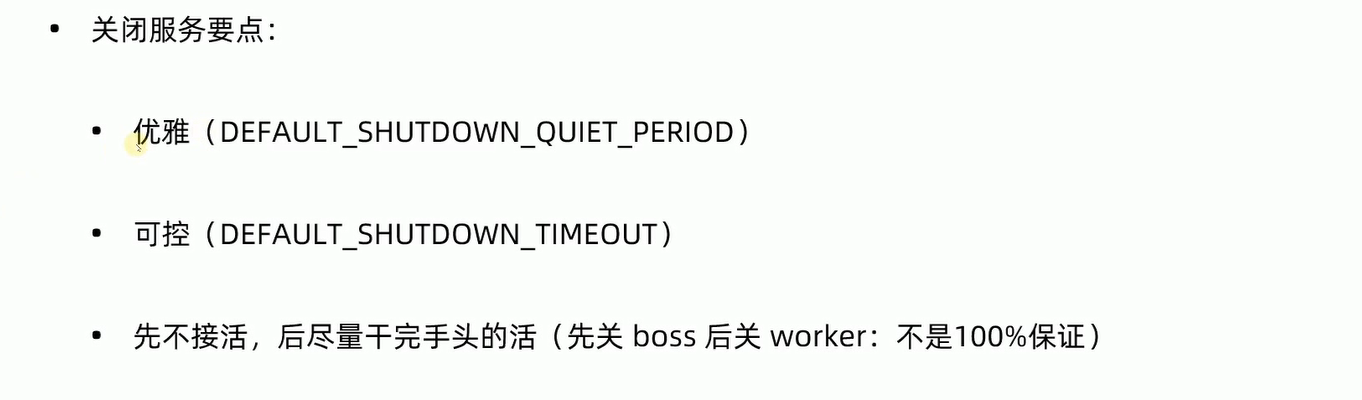 • 关闭服务要点：
• 优雅（DEFAULT_SHUTDOWN_QUIET_PERIOD）
• 可控（DEFAULT_SHUTDOWN_TIMEOUT）
• 先不接活，后尽量干完手头的活（先关 boss 后关 worker：不是100%保证）